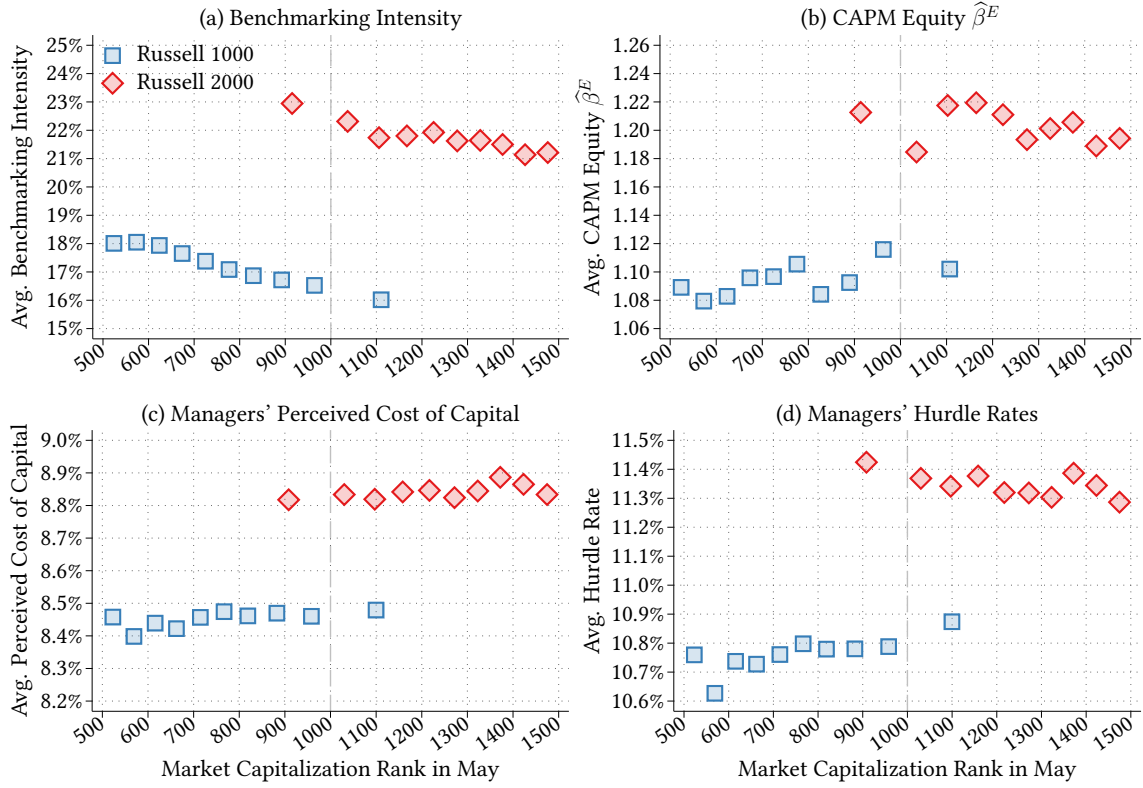 (a) Benchmarking Intensity
Avg. Benchmarking Intensity
25%
24%
23%
22%
21%
20%
19%
18%
17%
16%
15%
Russell 1000
Russell 2000
500 600 700 800 900 1000 1100 1200 1300 1400 1500
(b) CAPM Equity β̂^E
Avg. CAPM Equity β̂^E
1.26
1.24
1.22
1.20
1.18
1.16
1.14
1.12
1.10
1.08
1.06
500 600 700 800 900 1000 1100 1200 1300 1400 1500
(c) Managers’ Perceived Cost of Capital
Avg. Perceived Cost of Capital
9.0%
8.9%
8.8%
8.7%
8.6%
8.5%
8.4%
8.3%
8.2%
500 600 700 800 900 1000 1100 1200 1300 1400 1500
Market Capitalization Rank in May
(d) Managers’ Hurdle Rates
Avg. Hurdle Rate
11.5%
11.4%
11.3%
11.2%
11.1%
11.0%
10.9%
10.8%
10.7%
10.6%
500 600 700 800 900 1000 1100 1200 1300 1400 1500
Market Capitalization Rank in May